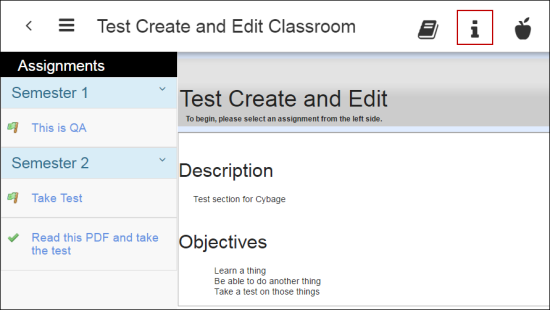 Test Create and Edit Classroom
Assignments
Semester 1
This is QA
Semester 2
Take Test
Read this PDF and take
the test
Test Create and Edit
To begin, please select an assignment from the left side.
Description
Test section for Cybage
Objectives
Learn a thing
Be able to do another thing
Take a test on those things